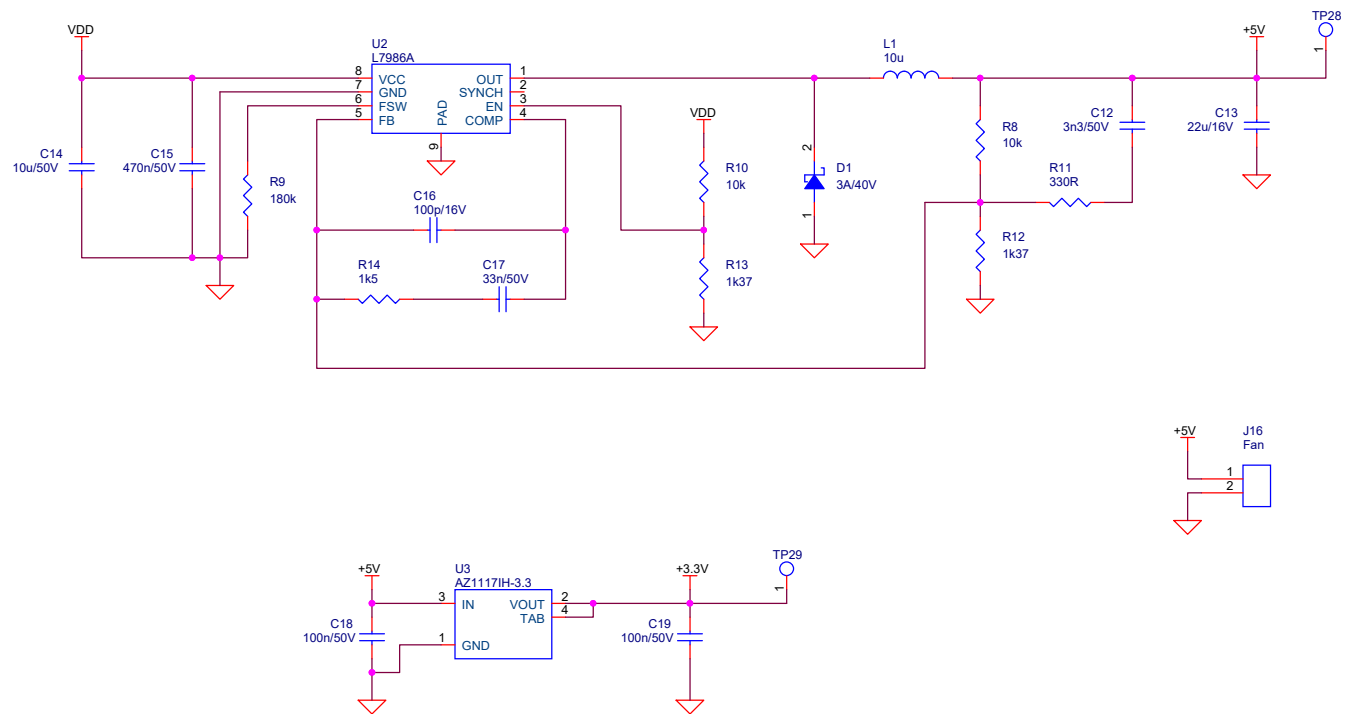 VDD
U2
L7986A
8
7
6
5
VCC
GND
FSW
FB
PAD
9
OUT
SYNCH
EN
COMP
1
2
3
4
L1
10u
+5V
TP28
1
C14
10u/50V
C15
470n/50V
R9
180k
C16
100p/16V
R14
1k5
C17
33n/50V
VDD
R10
10k
R13
1k37
2
D1
3A/40V
1
R8
10k
C12
3n3/50V
R11
330R
R12
1k37
C13
22u/16V
+5V
J16
Fan
1
2
+5V
U3
AZ1117IH-3.3
3
IN
1
GND
VOUT
TAB
2
4
C18
100n/50V
+3.3V
TP29
1
C19
100n/50V